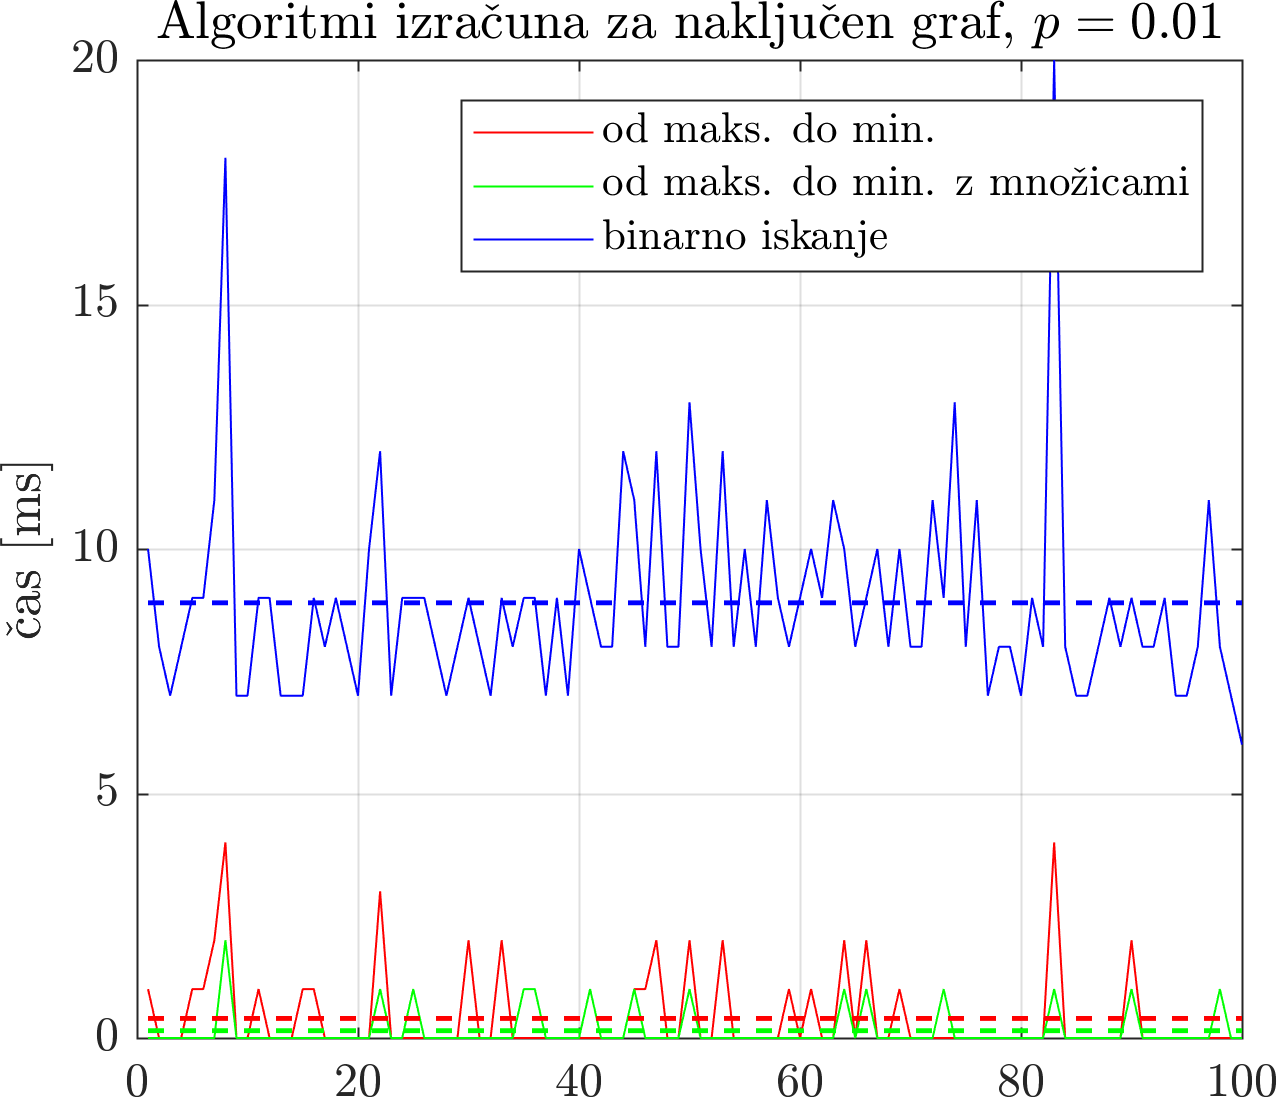 Algoritmi izračuna za naključen graf, p = 0.01
20
od maks. do min.
od maks. do min. z množicami
binarno iskanje
15
10
čas [ms]
5
0
0 20 40 60 80 100